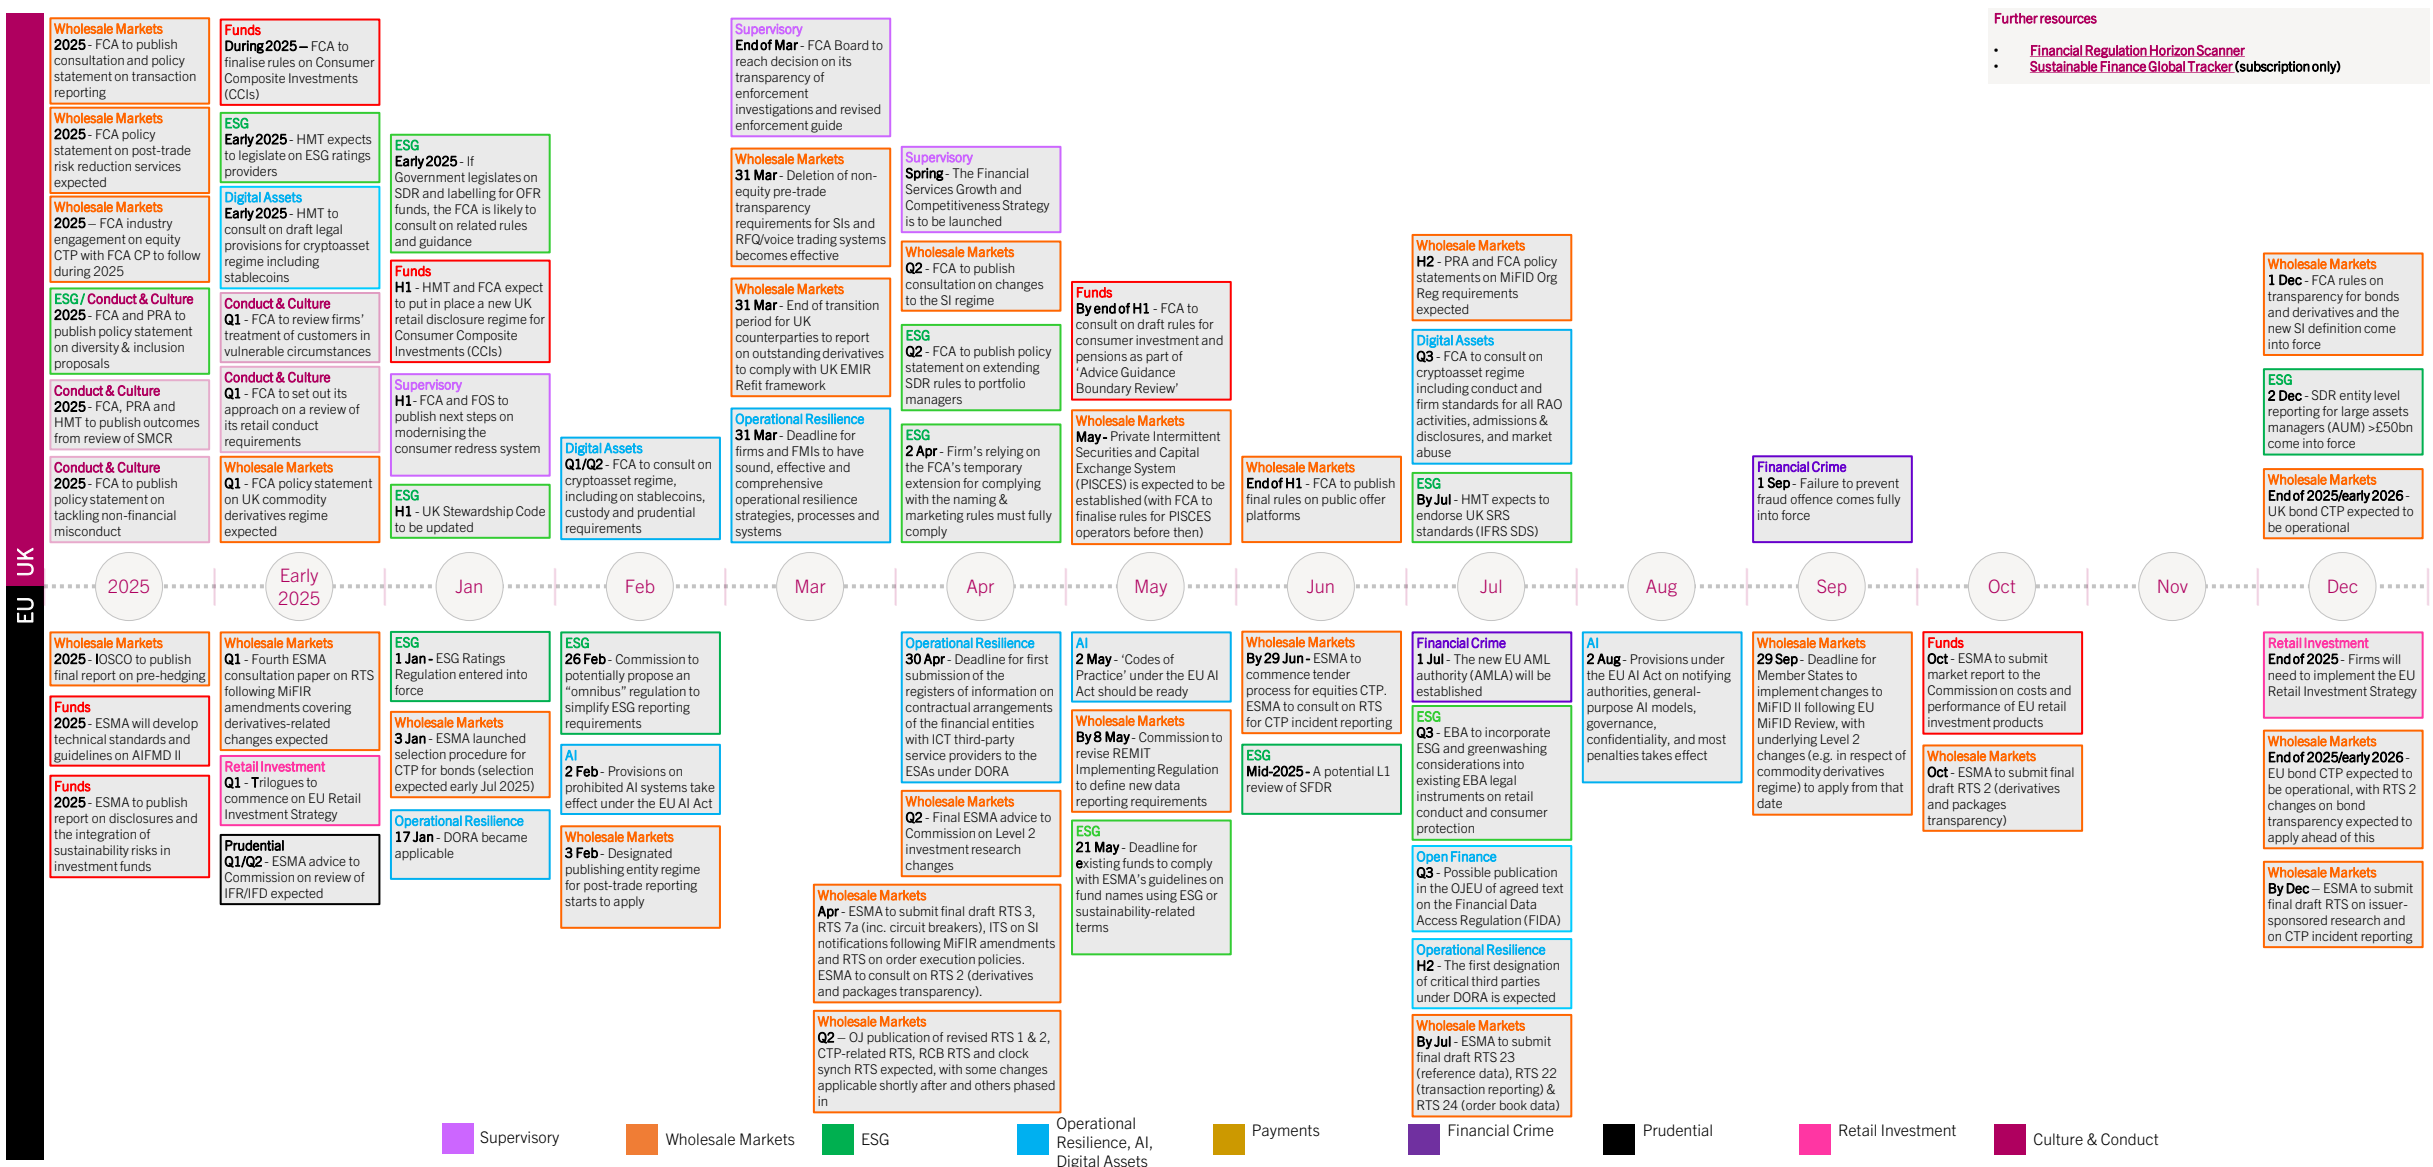 Further resources
• Financial Regulation Horizon Scanner
• Sustainable Finance Global Tracker (subscription only)
UK
Wholesale Markets
2025 - FCA to publish
consultation and policy
statement on transaction
reporting
Wholesale Markets
2025 - FCA policy
statement on post-trade
risk reduction services
expected
Wholesale Markets
2025 – FCA industry
engagement on equity
CTP with FCA CP to follow
during 2025
ESG / Conduct & Culture
2025 - FCA and PRA to
publish policy statement
on diversity & inclusion
proposals
Conduct & Culture
2025 - FCA, PRA and
HMT to publish outcomes
from review of SMCR
Conduct & Culture
2025 - FCA to publish
policy statement on
tackling non-financial
misconduct
Funds
During 2025 – FCA to
finalise rules on Consumer
Composite Investments
(CCIs)
ESG
Early 2025 - HMT expects
to legislate on ESG ratings
providers
Digital Assets
Early 2025 - HMT to
consult on draft legal
provisions for cryptoasset
regime including
stablecoins
Conduct & Culture
Q1 - FCA to review firms'
treatment of customers in
vulnerable circumstances
Conduct & Culture
Q1 - FCA to set out its
approach on a review of
its retail conduct
requirements
Wholesale Markets
Q1 - FCA policy statement
on UK commodity
derivatives regime
expected
ESG
Early 2025 - If
Government legislates on
SDR and labelling for OFR
funds, the FCA is likely to
consult on related rules
and guidance
Funds
H1 - HMT and FCA expect
to put in place a new UK
retail disclosure regime for
Consumer Composite
Investments (CCIs)
Supervisory
H1- FCA and FOS to
publish next steps on
modernising the
consumer redress system
ESG
H1 - UK Stewardship Code
to be updated
Digital Assets
Q1/Q2 - FCA to consult on
cryptoasset regime,
including on stablecoins,
custody and prudential
requirements
Supervisory
End of Mar - FCA Board to
reach decision on its
transparency of
enforcement
investigations and revised
enforcement guide
Wholesale Markets
31 Mar - Deletion of non-
equity pre-trade
transparency
requirements for SIs and
RFQ/voice trading systems
becomes effective
Wholesale Markets
31 Mar - End of transition
period for UK
counterparties to report
on outstanding derivatives
to comply with UK EMIR
Refit framework
Operational Resilience
31 Mar - Deadline for
firms and FMIs to have
sound, effective and
comprehensive
operational resilience
strategies, processes and
systems
Supervisory
Spring - The Financial
Services Growth and
Competitiveness Strategy
is to be launched
Wholesale Markets
Q2 - FCA to publish
consultation on changes
to the SI regime
ESG
Q2 - FCA to publish policy
statement on extending
SDR rules to portfolio
managers
ESG
2 Apr - Firm's relying on
the FCA's temporary
extension for complying
with the naming &
marketing rules must fully
comply
Funds
By end of H1 - FCA to
consult on draft rules for
consumer investment and
pensions as part of
'Advice Guidance
Boundary Review'
Wholesale Markets
May - Private Intermittent
Securities and Capital
Exchange System
(PISCES) is expected to be
established (with FCA to
finalise rules for PISCES
operators before then)
Wholesale Markets
End of H1 - FCA to publish
final rules on public offer
platforms
Wholesale Markets
H2 - PRA and FCA policy
statements on MiFID Org
Reg requirements
expected
Digital Assets
Q3 - FCA to consult on
cryptoasset regime
including conduct and
firm standards for all RAO
activities, admissions &
disclosures, and market
abuse
ESG
By Jul - HMT expects to
endorse UK SRS
standards (IFRS SDS)
Financial Crime
1 Sep - Failure to prevent
fraud offence comes fully
into force
Wholesale Markets
1 Dec - FCA rules on
transparency for bonds
and derivatives and the
new SI definition come
into force
ESG
2 Dec - SDR entity level
reporting for large assets
managers (AUM) >£50bn
come into force
Wholesale Markets
End of 2025/early 2026 -
UK bond CTP expected to
be operational
2025
Early
2025
Jan
Feb
Mar
Apr
May
Jun
Jul
Aug
Sep
Oct
Nov
Dec
EU
Wholesale Markets
2025 - IOSCO to publish
final report on pre-hedging
Funds
2025 - ESMA will develop
technical standards and
guidelines on AIFMD II
Funds
2025 - ESMA to publish
report on disclosures and
the integration of
sustainability risks in
investment funds
Wholesale Markets
Q1 - Fourth ESMA
consultation paper on RTS
following MiFIR
amendments covering
derivatives-related
changes expected
Retail Investment
Q1 - Trilogues to
commence on EU Retail
Investment Strategy
Prudential
Q1/Q2 - ESMA advice to
Commission on review of
IFR/IFD expected
ESG
1 Jan - ESG Ratings
Regulation entered into
force
Wholesale Markets
3 Jan - ESMA launched
selection procedure for
CTP for bonds (selection
expected early Jul 2025)
Operational Resilience
17 Jan - DORA became
applicable
ESG
26 Feb - Commission to
potentially propose an
"omnibus" regulation to
simplify ESG reporting
requirements
AI
2 Feb - Provisions on
prohibited AI systems take
effect under the EU AI Act
Wholesale Markets
3 Feb - Designated
publishing entity regime
for post-trade reporting
starts to apply
Operational Resilience
30 Apr - Deadline for first
submission of the
registers of information on
contractual arrangements
of the financial entities
with ICT third-party
service providers to the
ESAs under DORA
Wholesale Markets
Q2 - Final ESMA advice to
Commission on Level 2
investment research
changes
Wholesale Markets
Apr - ESMA to submit final draft RTS 3,
RTS 7a (inc. circuit breakers), ITS on SI
notifications following MiFIR amendments
and RTS on order execution policies.
ESMA to consult on RTS 2 (derivatives
and packages transparency).
Wholesale Markets
Q2 – OJ publication of revised RTS 1 & 2,
CTP-related RTS, RCB RTS and clock
synch RTS expected, with some changes
applicable shortly after and others phased
in
AI
2 May - 'Codes of
Practice' under the EU AI
Act should be ready
Wholesale Markets
By 8 May - Commission to
revise REMIT
Implementing Regulation
to define new data
reporting requirements
ESG
21 May - Deadline for
existing funds to comply
with ESMA's guidelines on
fund names using ESG or
sustainability-related
terms
Wholesale Markets
By 29 Jun - ESMA to
commence tender
process for equities CTP.
ESMA to consult on RTS
for CTP incident reporting
ESG
Mid-2025 - A potential L1
review of SFDR
Financial Crime
1 Jul - The new EU AML
authority (AMLA) will be
established
ESG
Q3 - EBA to incorporate
ESG and greenwashing
considerations into
existing EBA legal
instruments on retail
conduct and consumer
protection
Open Finance
Q3 - Possible publication
in the OJEU of agreed text
on the Financial Data
Access Regulation (FIDA)
Operational Resilience
H2 - The first designation
of critical third parties
under DORA is expected
Wholesale Markets
By Jul - ESMA to submit
final draft RTS 23
(reference data), RTS 22
(transaction reporting) &
RTS 24 (order book data)
AI
2 Aug - Provisions under
the EU AI Act on notifying
authorities, general-
purpose AI models,
governance,
confidentiality, and most
penalties takes effect
Wholesale Markets
29 Sep - Deadline for
Member States to
implement changes to
MiFID II following EU
MiFID Review, with
underlying Level 2
changes (e.g. in respect of
commodity derivatives
regime) to apply from that
date
Funds
Oct - ESMA to submit
market report to the
Commission on costs and
performance of EU retail
investment products
Wholesale Markets
Oct - ESMA to submit final
draft RTS 2 (derivatives
and packages
transparency)
Retail Investment
End of 2025 - Firms will
need to implement the EU
Retail Investment Strategy
Wholesale Markets
End of 2025/early 2026 -
EU bond CTP expected to
be operational, with RTS 2
changes on bond
transparency expected to
apply ahead of this
Wholesale Markets
By Dec – ESMA to submit
final draft RTS on issuer-
sponsored research and
on CTP incident reporting
Supervisory
Wholesale Markets
ESG
Operational
Resilience, AI,
Digital Assets
Payments
Financial Crime
Prudential
Retail Investment
Culture & Conduct